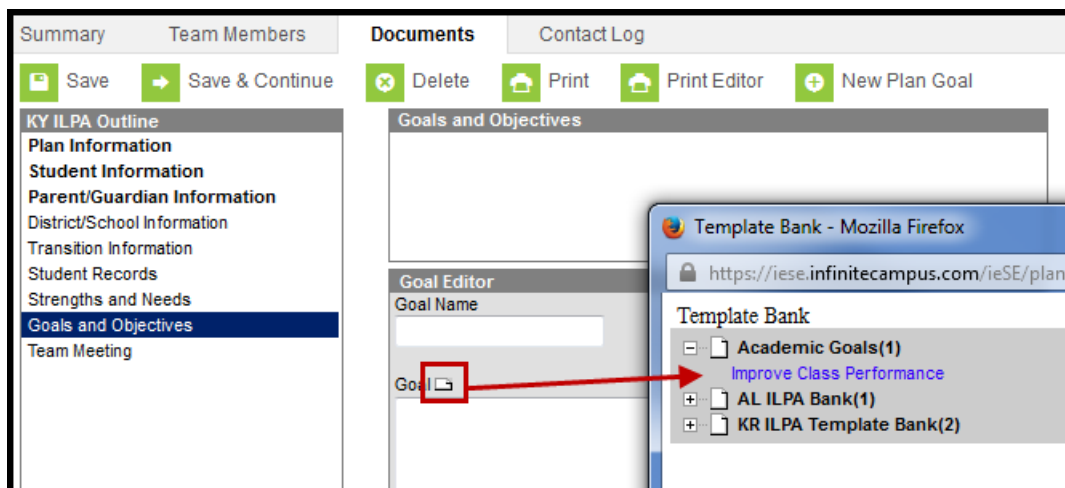 Summary Team Members Documents Contact Log
Save Save & Continue Delete Print Print Editor New Plan Goal
KY ILPA Outline
Plan Information
Student Information
Parent/Guardian Information
District/School Information
Transition Information
Student Records
Strengths and Needs
Goals and Objectives
Team Meeting
Goals and Objectives
Goal Editor
Goal Name
Goal
Template Bank - Mozilla Firefox
https://iese.infinitecampus.com/ieSE/plan
Template Bank
Academic Goals(1)
Improve Class Performance
AL ILPA Bank(1)
KR ILPA Template Bank(2)